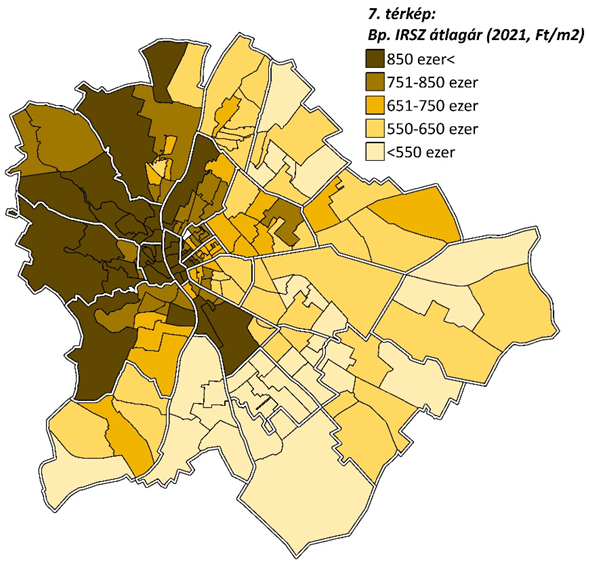 7. térkép:
Bp. IRSZ átlagár (2021, Ft/m2)
850 ezer<
751-850 ezer
651-750 ezer
550-650 ezer
<550 ezer